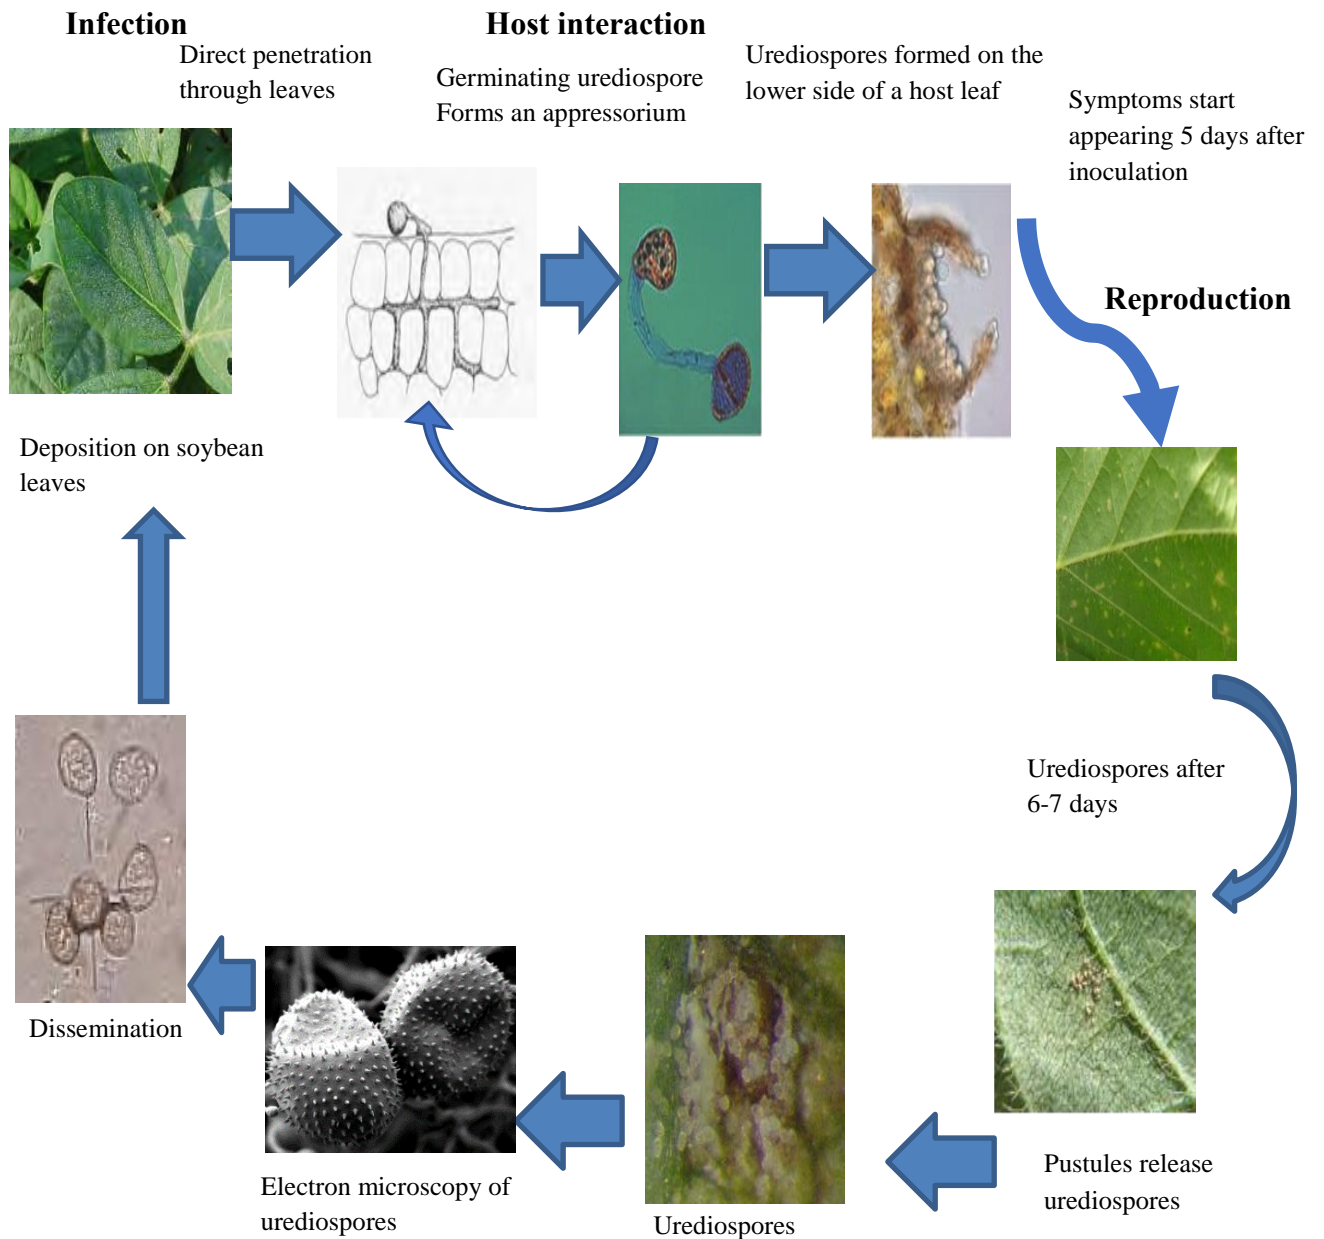 Infection
Direct penetration
through leaves
Host interaction
Germinating urediospore
Forms an appressorium
Urediospores formed on the
lower side of a host leaf
Symptoms start
appearing 5 days after
inoculation
Reproduction
Deposition on soybean
leaves
Urediospores after
6-7 days
Pustules release
urediospores
Urediospores
Electron microscopy of
urediospores
Dissemination